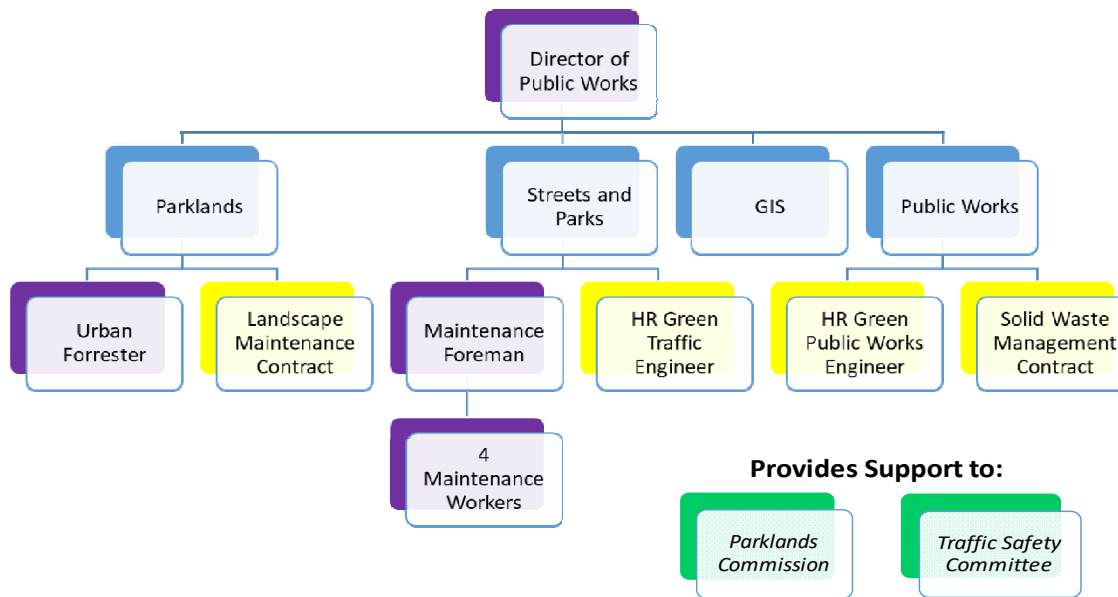 Director of
Public Works
Parklands
Streets and
Parks
GIS
Public Works
Urban
Forrester
Landscape
Maintenance
Contract
Maintenance
Foreman
HR Green
Traffic
Engineer
HR Green
Public Works
Engineer
Solid Waste
Management
Contract
4
Maintenance
Workers
Provides Support to:
Parklands
Commission
Traffic Safety
Committee